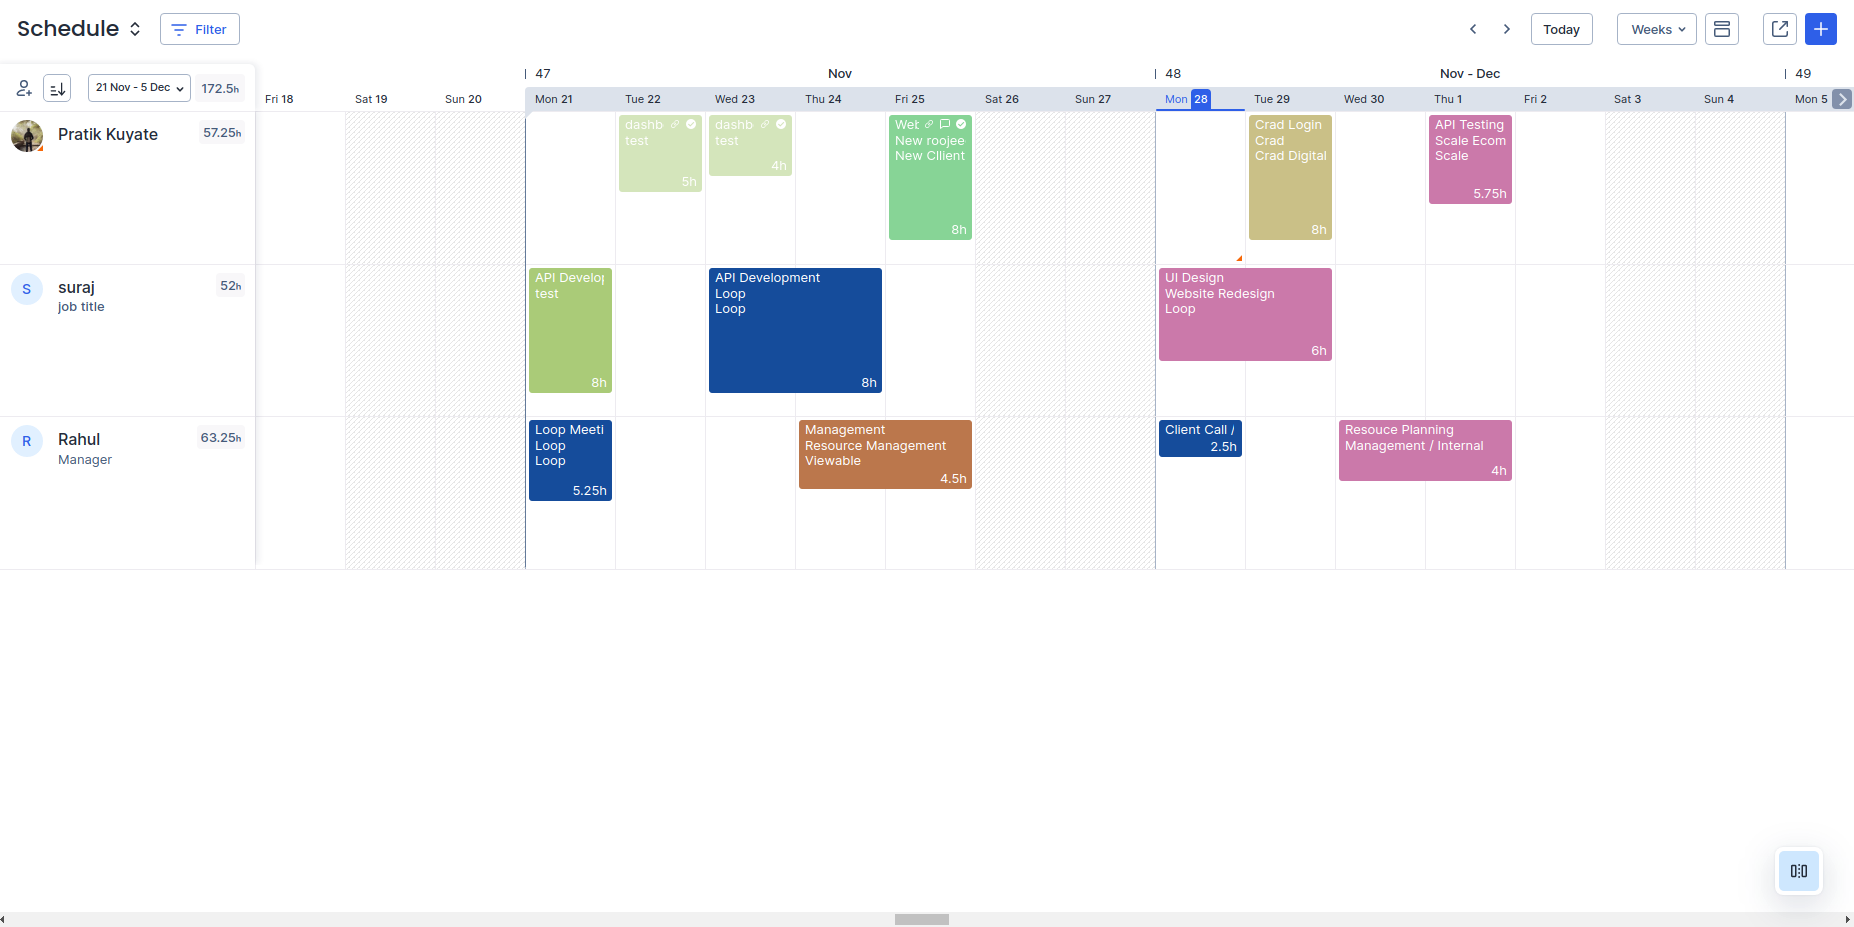 Schedule
Filter
Today
Weeks
47
Nov
48
Nov - Dec
49
21 Nov - 5 Dec
172.5h
Fri 18
Sat 19
Sun 20
Mon 21
Tue 22
Wed 23
Thu 24
Fri 25
Sat 26
Sun 27
Mon 28
Tue 29
Wed 30
Thu 1
Fri 2
Sat 3
Sun 4
Mon 5
Pratik Kuyate
57.25h
dashb
test
5h
dashb
test
4h
Wet
New roojee
New Cllient
8h
Crad Login
Crad
Crad Digital
8h
API Testing
Scale Ecom
Scale
5.75h
S
suraj
job title
52h
API Develop
test
8h
API Development
Loop
Loop
8h
UI Design
Website Redesign
Loop
6h
R
Rahul
Manager
63.25h
Loop Meeti
Loop
Loop
5.25h
Management
Resource Management
Viewable
4.5h
Client Call /
2.5h
Resouce Planning
Management / Internal
4h